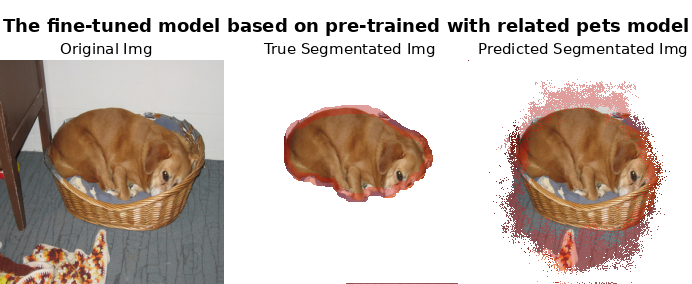 The fine-tuned model based on pre-trained with related pets model
Original Img
True Segmentated Img
Predicted Segmentated Img